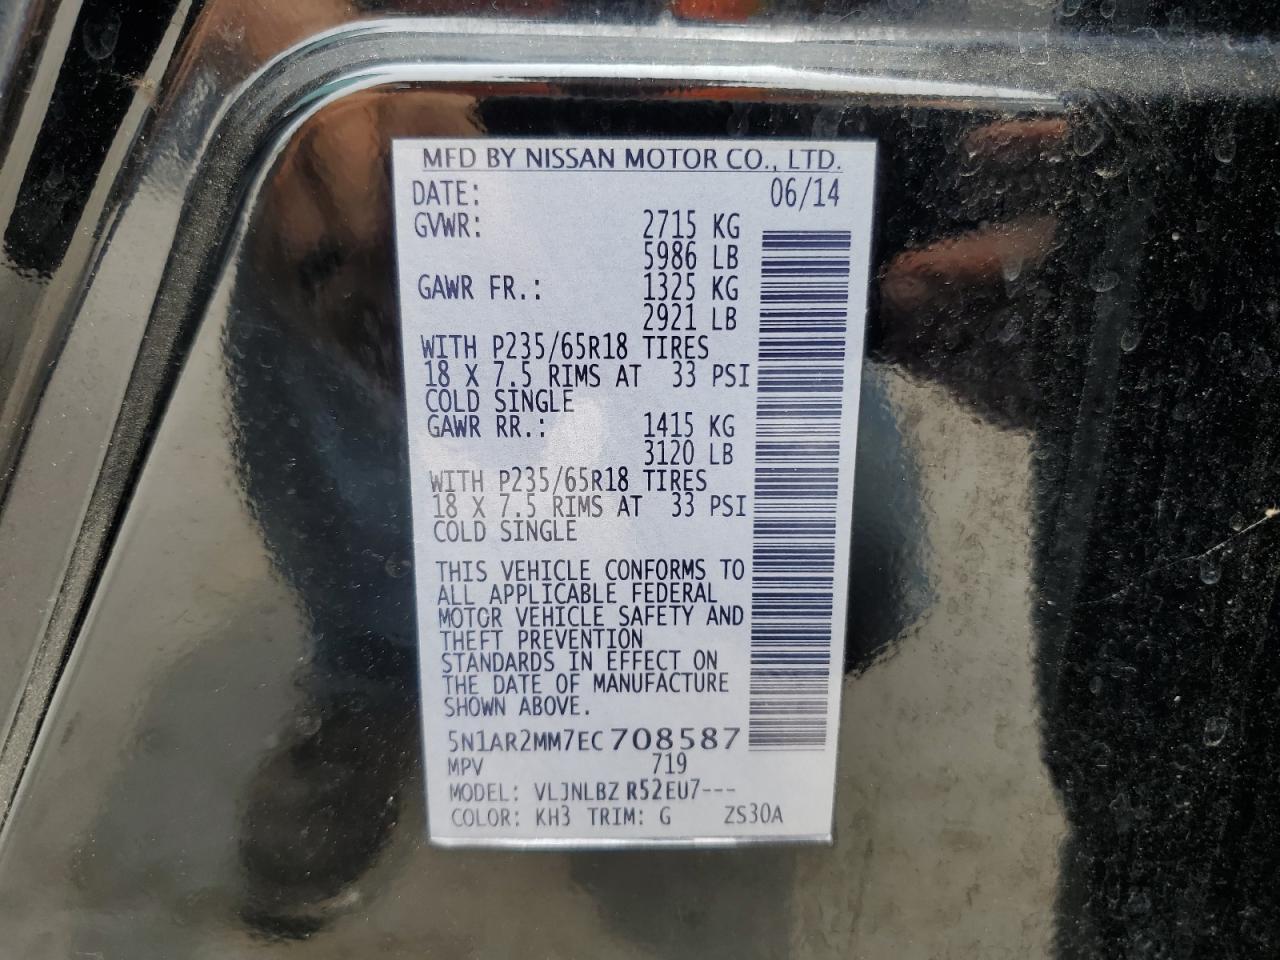 MFD BY NISSAN MOTOR CO., LTD.
DATE: 06/14
GVWR: 2715 KG
5986 LB
GAWR FR.: 1325 KG
2921 LB
WITH P235/65R18 TIRES
18 X 7.5 RIMS AT 33 PSI
COLD SINGLE
GAWR RR.: 1415 KG
3120 LB
WITH P235/65R18 TIRES
18 X 7.5 RIMS AT 33 PSI
COLD SINGLE
THIS VEHICLE CONFORMS TO
ALL APPLICABLE FEDERAL
MOTOR VEHICLE SAFETY AND
THEFT PREVENTION
STANDARDS IN EFFECT ON
THE DATE OF MANUFACTURE
SHOWN ABOVE.
5N1AR2MM7EC708587
MPV 719
MODEL: VLJNLBZ R52EU7---
COLOR: KH3 TRIM: G ZS30A